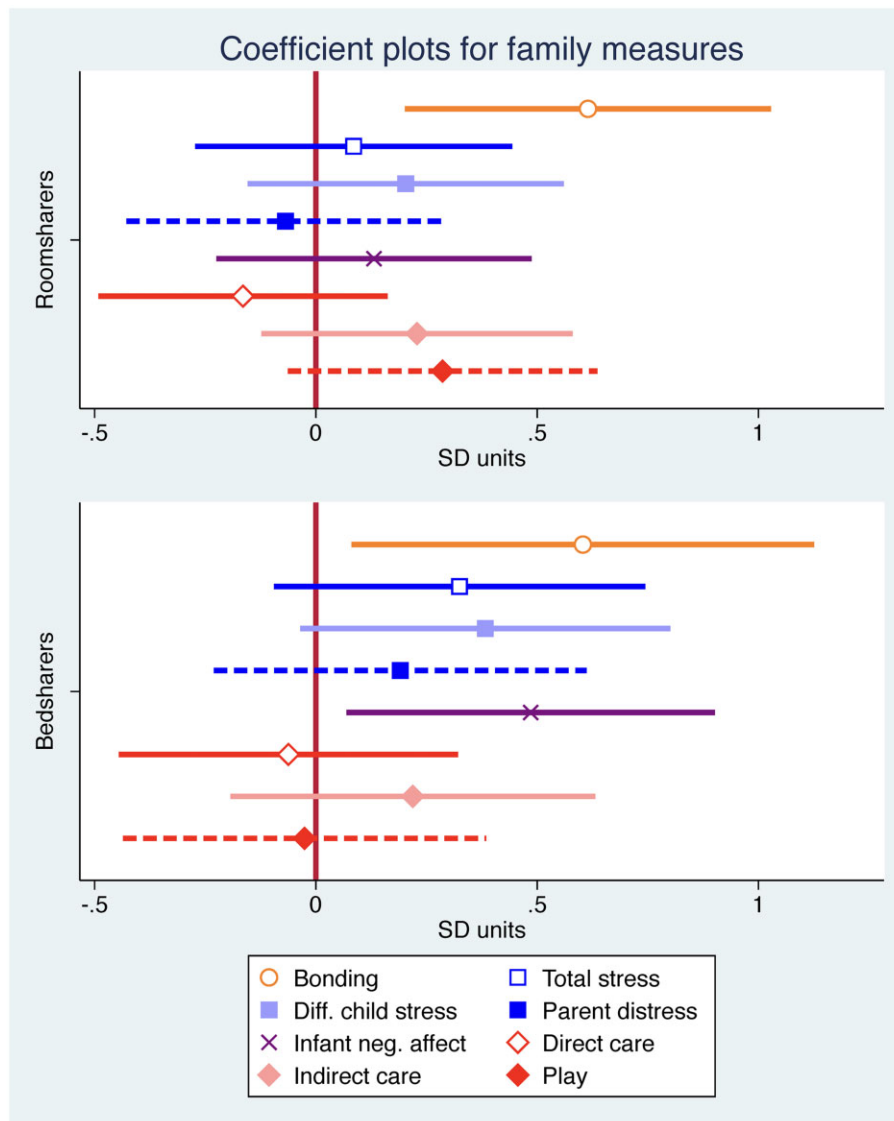 Coefficient plots for family measures
Roomsharers
-.5 0 .5 1
SD units
Bedsharers
-.5 0 .5 1
SD units
Bonding Total stress
Diff. child stress Parent distress
Infant neg. affect Direct care
Indirect care Play